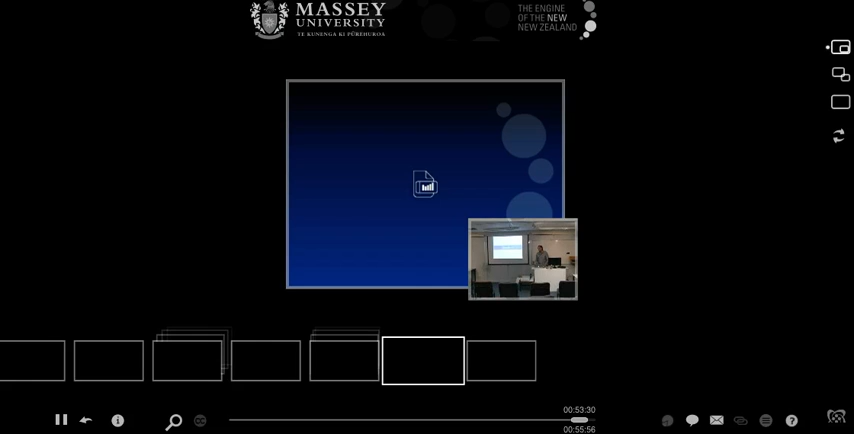 MASSEY
UNIVERSITY
TE KUNENGA KI PŪREHUROA
THE ENGINE
OF THE NEW
NEW ZEALAND
00:53:30
00:55:56